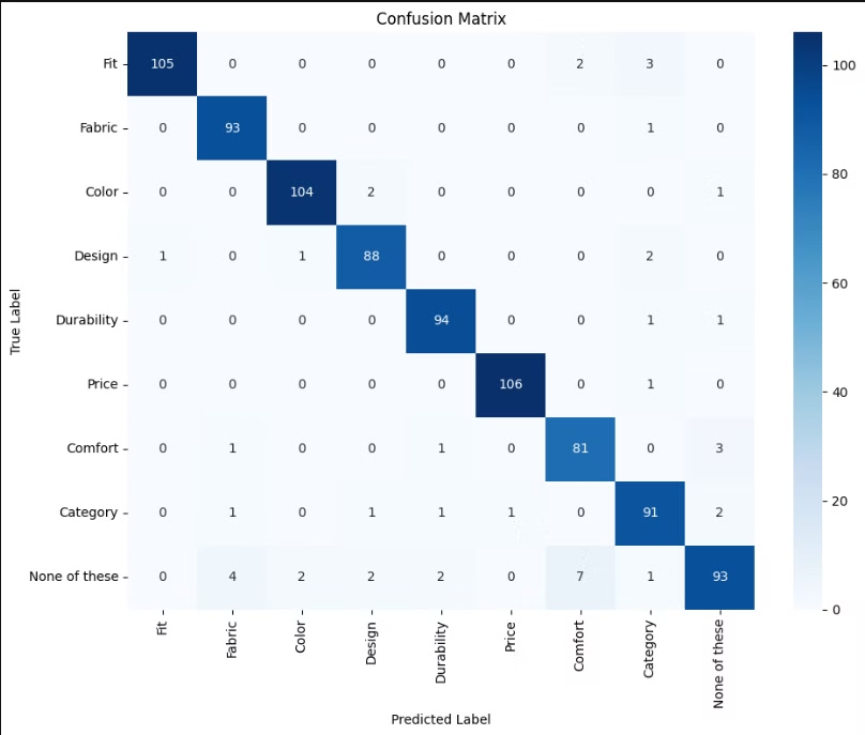 Confusion Matrix
Fit 105 0 0 0 0 0 2 3 0
Fabric 0 93 0 0 0 0 0 1 0
Color 0 0 104 2 0 0 0 0 1
Design 1 0 1 88 0 0 0 2 0
Durability 0 0 0 0 94 0 0 1 1
Price 0 0 0 0 0 106 0 1 0
Comfort 0 1 0 0 1 0 81 0 3
Category 0 1 0 1 1 1 0 91 2
None of these 0 4 2 2 2 0 7 1 93
Fit Fabric Color Design Durability Price Comfort Category None of these
Predicted Label
True Label
100
80
60
40
20
0